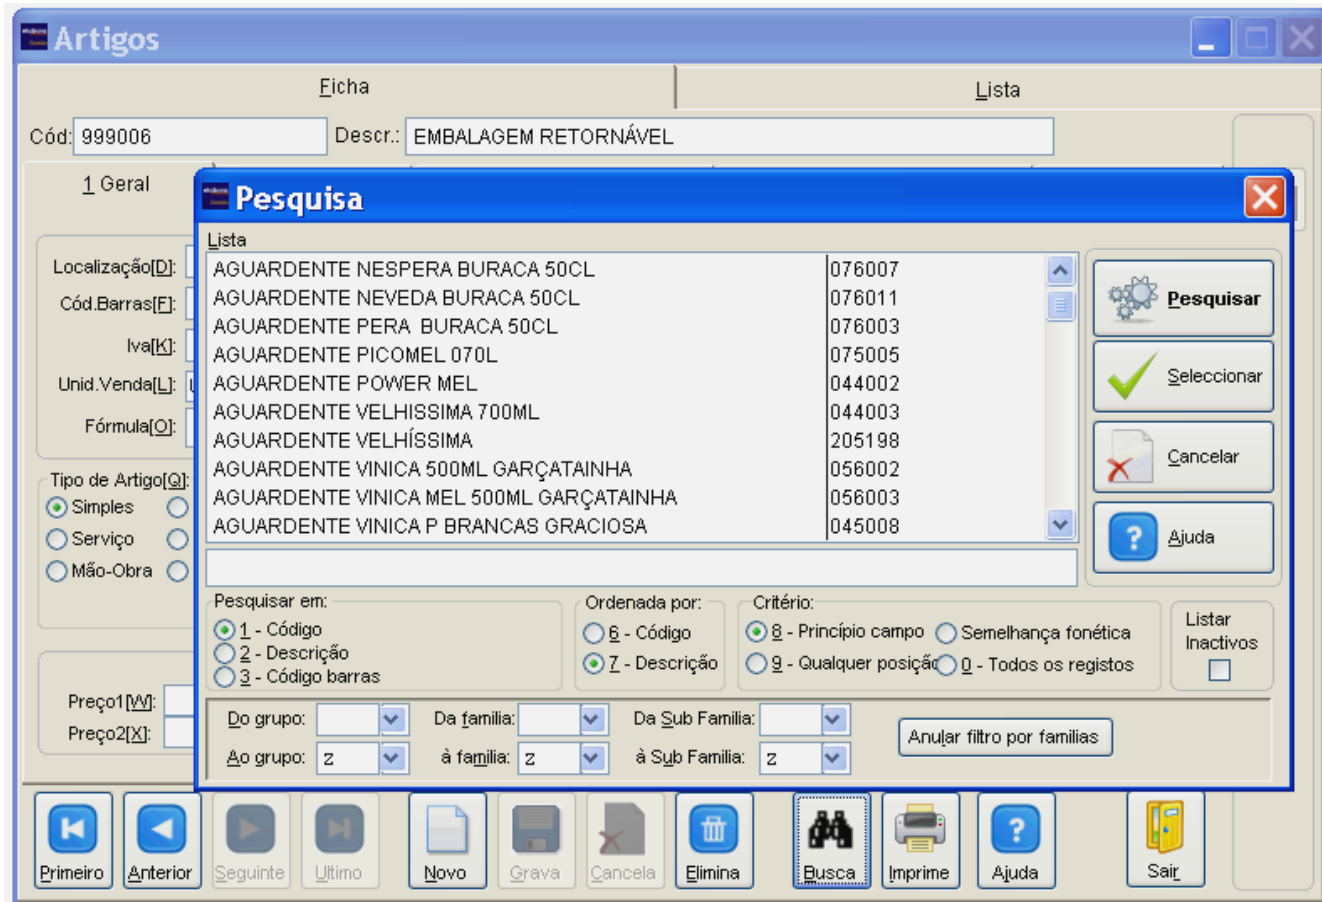 Artigos
Ficha
Lista
Cód: 999006
Descr.: EMBALAGEM RETORNÁVEL
1 Geral
Pesquisa
Lista
Localização[D]:
Cód.Barras[F]:
Iva[K]:
Unid.Venda[L]:
Fórmula[O]:
Tipo de Artigo[Q]:
Simples
Serviço
Mão-Obra
Preço1[W]:
Preço2[X]:
AGUARDENTE NESPERA BURACA 50CL 076007
AGUARDENTE NEVEDA BURACA 50CL 076011
AGUARDENTE PERA  BURACA 50CL 076003
AGUARDENTE PICOMEL 070L 075005
AGUARDENTE POWER MEL 044002
AGUARDENTE VELHISSIMA 700ML 044003
AGUARDENTE VELHÍSSIMA 205198
AGUARDENTE VINICA 500ML GARÇATAINHA 056002
AGUARDENTE VINICA MEL 500ML GARÇATAINHA 056003
AGUARDENTE VINICA P BRANCAS GRACIOSA 045008
Pesquisar
Seleccionar
Cancelar
Ajuda
Pesquisar em:
1 - Código
2 - Descrição
3 - Código barras
Ordenada por:
6 - Código
7 - Descrição
Critério:
8 - Princípio campo
Semelhança fonética
9 - Qualquer posição
0 - Todos os registos
Listar
Inactivos
Do grupo:
Da familia:
Da Sub Familia:
Ao grupo: z
à familia: z
à Sub Familia: z
Anular filtro por familias
Primeiro
Anterior
Seguinte
Ultimo
Novo
Grava
Cancela
Elimina
Busca
Imprime
Ajuda
Sair